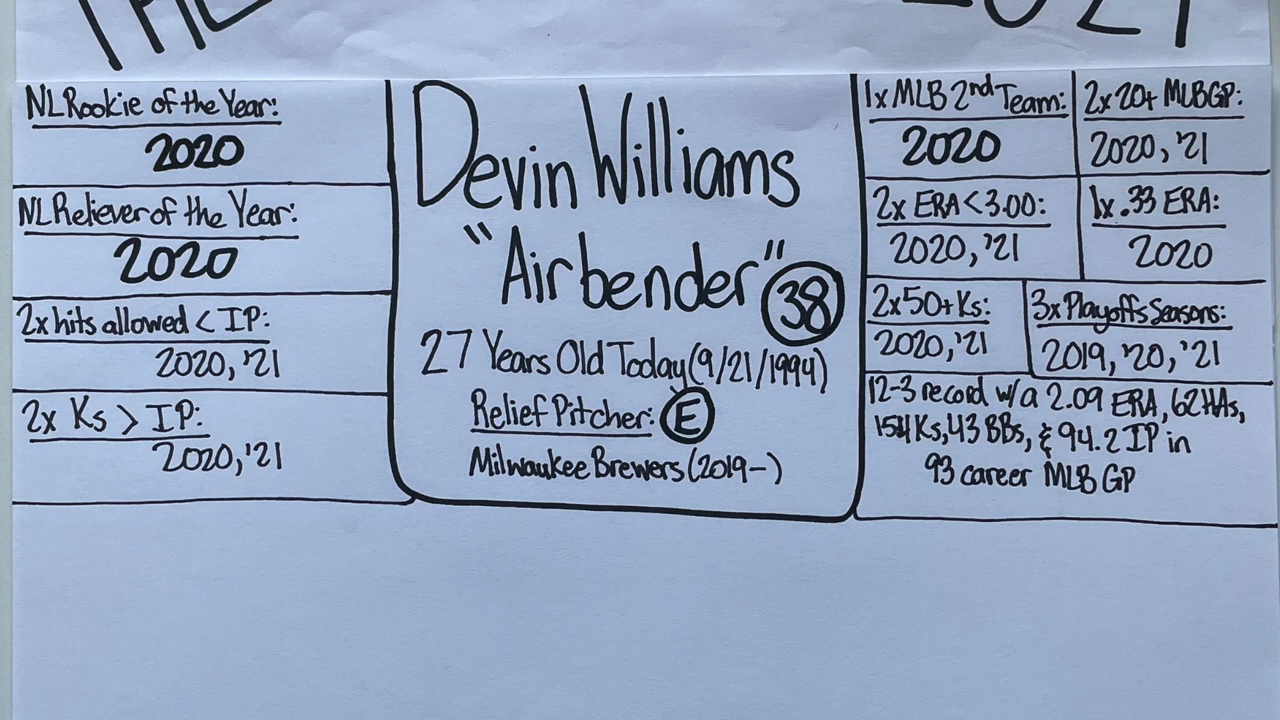 2021
NL Rookie of the Year:
2020
NL Reliever of the Year:
2020
2x hits allowed < IP:
2020, '21
2x Ks > IP:
2020, '21
Devin Williams
"Airbender"
38
27 Years Old Today (9/21/1994)
Relief Pitcher: E
Milwaukee Brewers (2019-)
1x MLB 2nd Team:
2020
2x 20+ MLB GP:
2020, '21
2x ERA < 3.00:
2020, '21
1x .33 ERA:
2020
2x 50+ Ks:
2020, '21
3x Playoffs Seasons:
2019, '20, '21
12-3 record w/a 2.09 ERA, 62 HAs,
154 Ks, 43 BBs, & 94.2 IP in
93 career MLB GP